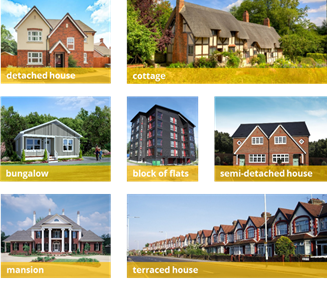 detached house
cottage
bungalow
block of flats
semi-detached house
mansion
terraced house